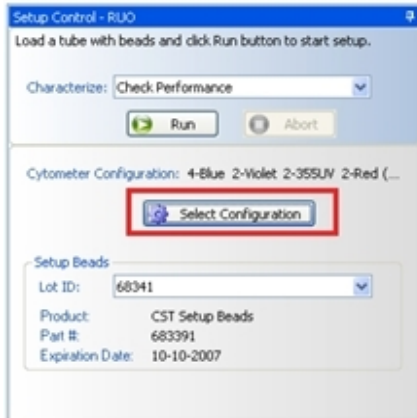 Setup Control - RUO
Load a tube with beads and click Run button to start setup.
Characterize: Check Performance
Run Abort
Cytometer Configuration: 4-Blue 2-Violet 2-355UV 2-Red (...
Select Configuration
Setup Beads
Lot ID: 68341
Product: CST Setup Beads
Part #: 683391
Expiration Date: 10-10-2007